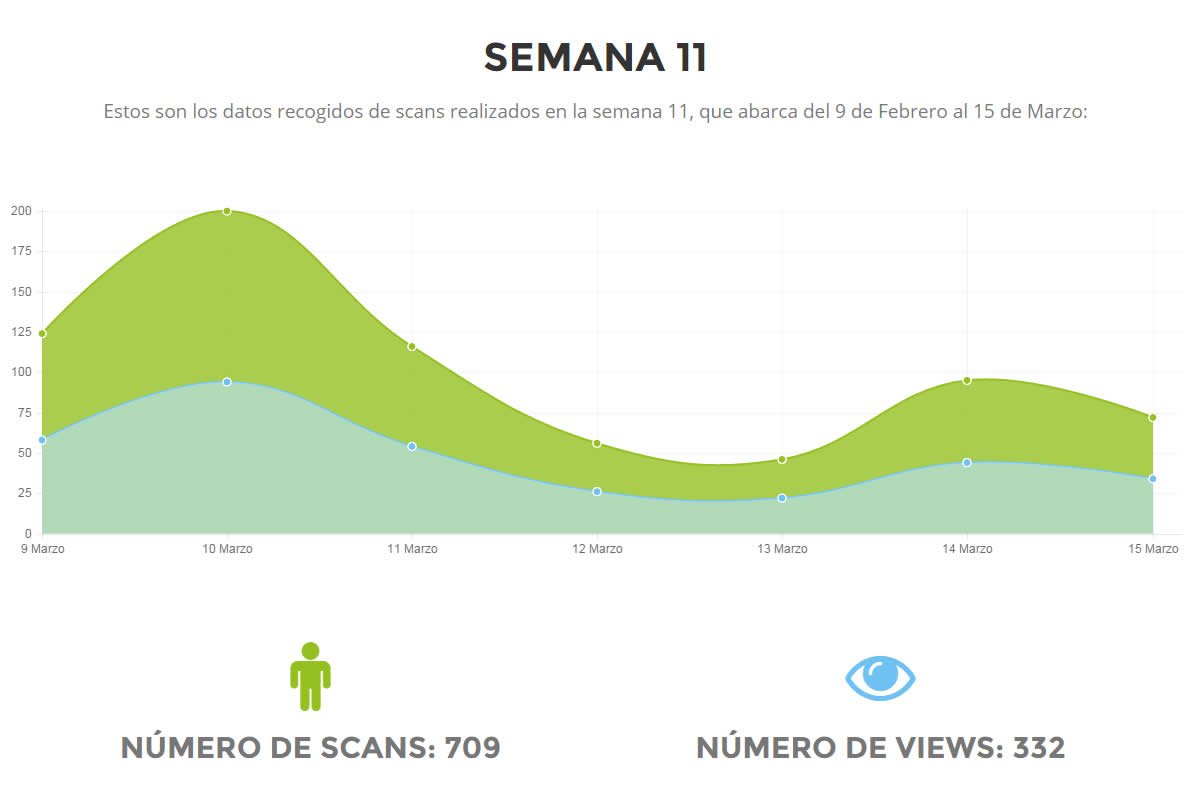 SEMANA 11
Estos son los datos recogidos de scans realizados en la semana 11, que abarca del 9 de Febrero al 15 de Marzo:
200
175
150
125
100
75
50
25
0
9 Marzo 10 Marzo 11 Marzo 12 Marzo 13 Marzo 14 Marzo 15 Marzo
NÚMERO DE SCANS: 709 NÚMERO DE VIEWS: 332